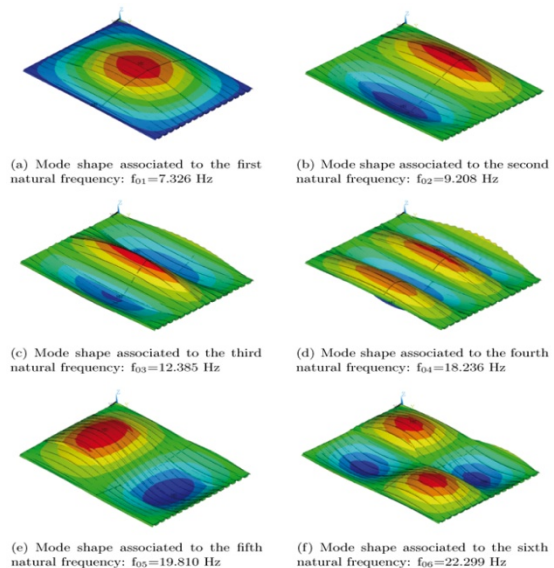 (a) Mode shape associated to the first
natural frequency: f01=7.326 Hz
(b) Mode shape associated to the second
natural frequency: f02=9.208 Hz
(c) Mode shape associated to the third
natural frequency: f03=12.385 Hz
(d) Mode shape associated to the fourth
natural frequency: f04=18.236 Hz
(e) Mode shape associated to the fifth
natural frequency: f05=19.810 Hz
(f) Mode shape associated to the sixth
natural frequency: f06=22.299 Hz